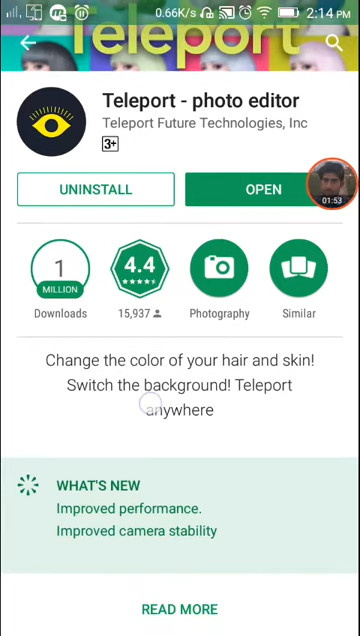 0.66K/s 2:14 PM
Teleport
Teleport - photo editor
Teleport Future Technologies, Inc
3+
UNINSTALL OPEN
01:53
1
MILLION
4.4
Downloads 15,937 Photography Similar
Change the color of your hair and skin!
Switch the background! Teleport
anywhere
WHAT'S NEW
Improved performance.
Improved camera stability
READ MORE